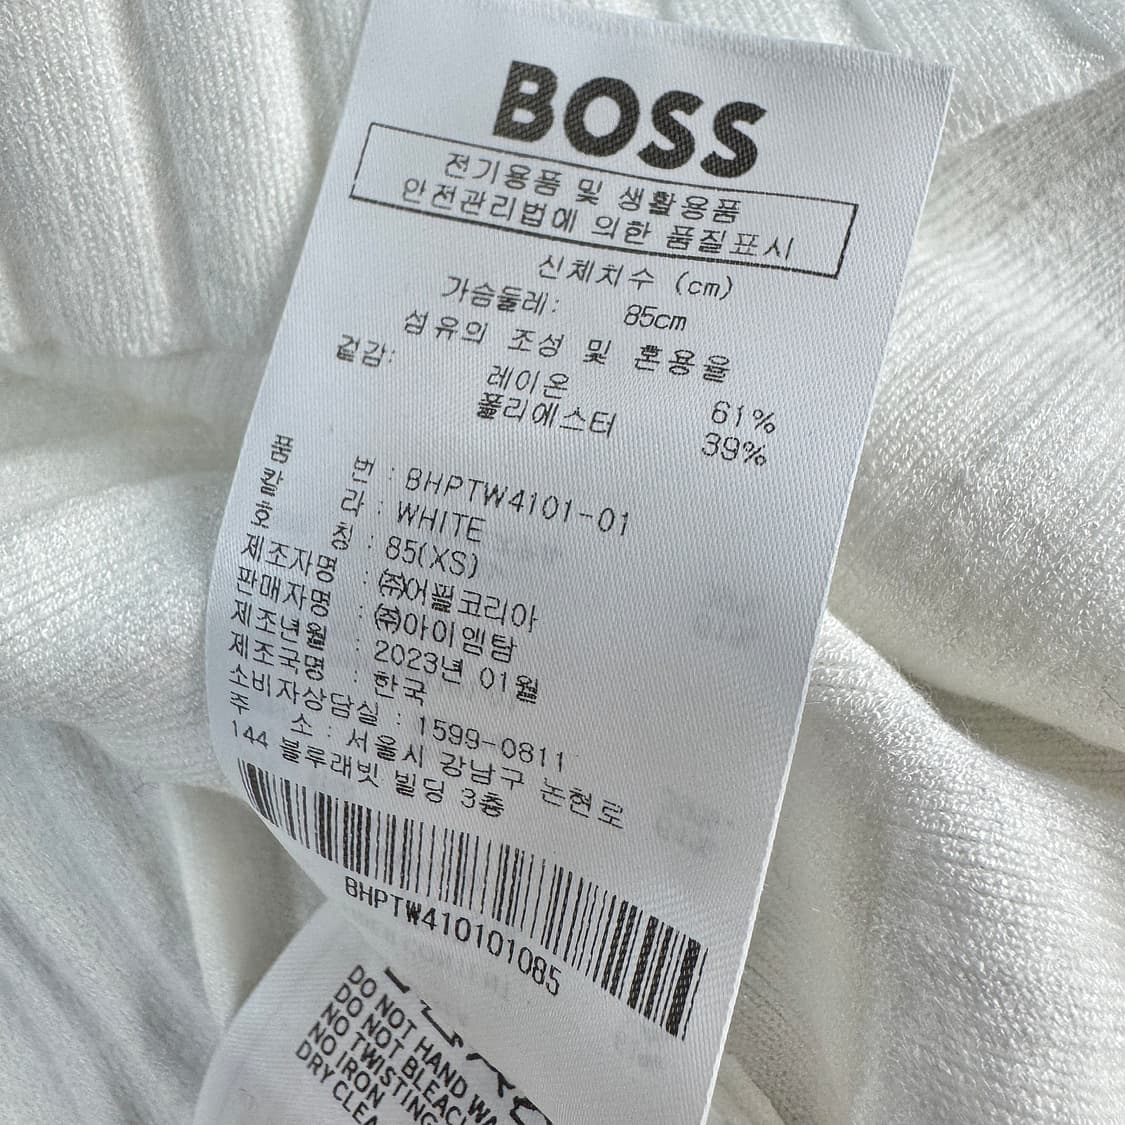 BOSS
전기용품 및 생활용품
안전관리법에 의한 품질표시
신체치수 (cm)
가슴둘레: 85cm
섬유의 조성 및 혼용율
겉감: 레이온 61%
폴리에스터 39%
품 번 : BHPTW4101-01
칼 라 : WHITE
호 칭 : 85(XS)
제조자명 : ㈜어펄코리아
판매자명 : ㈜아이엠탐
제조년월 : 2023년 01월
제조국명 : 한국
소비자상담실 : 1599-0811
주 소 : 서울시 강남구 논현로
144 블루래빗 빌딩 3층
BHPTW410101085
DO NOT HAND
DO NOT BLEACH
NO TWISTING
NO IRON
DRY